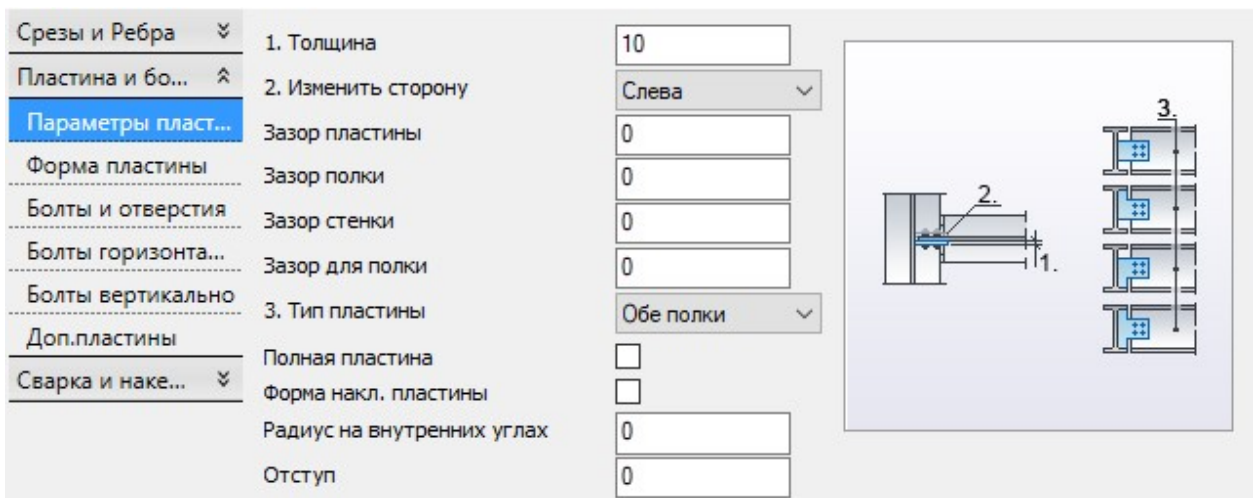 Срезы и Ребра
Пластина и бо...
Параметры пласт...
Форма пластины
Болты и отверстия
Болты горизонта...
Болты вертикально
Доп.пластины
Сварка и наке...
1. Толщина 10
2. Изменить сторону Слева
Зазор пластины 0
Зазор полки 0
Зазор стенки 0
Зазор для полки 0
3. Тип пластины Обе полки
Полная пластина
Форма накл. пластины
Радиус на внутренних углах 0
Отступ 0
3.
2.
1.